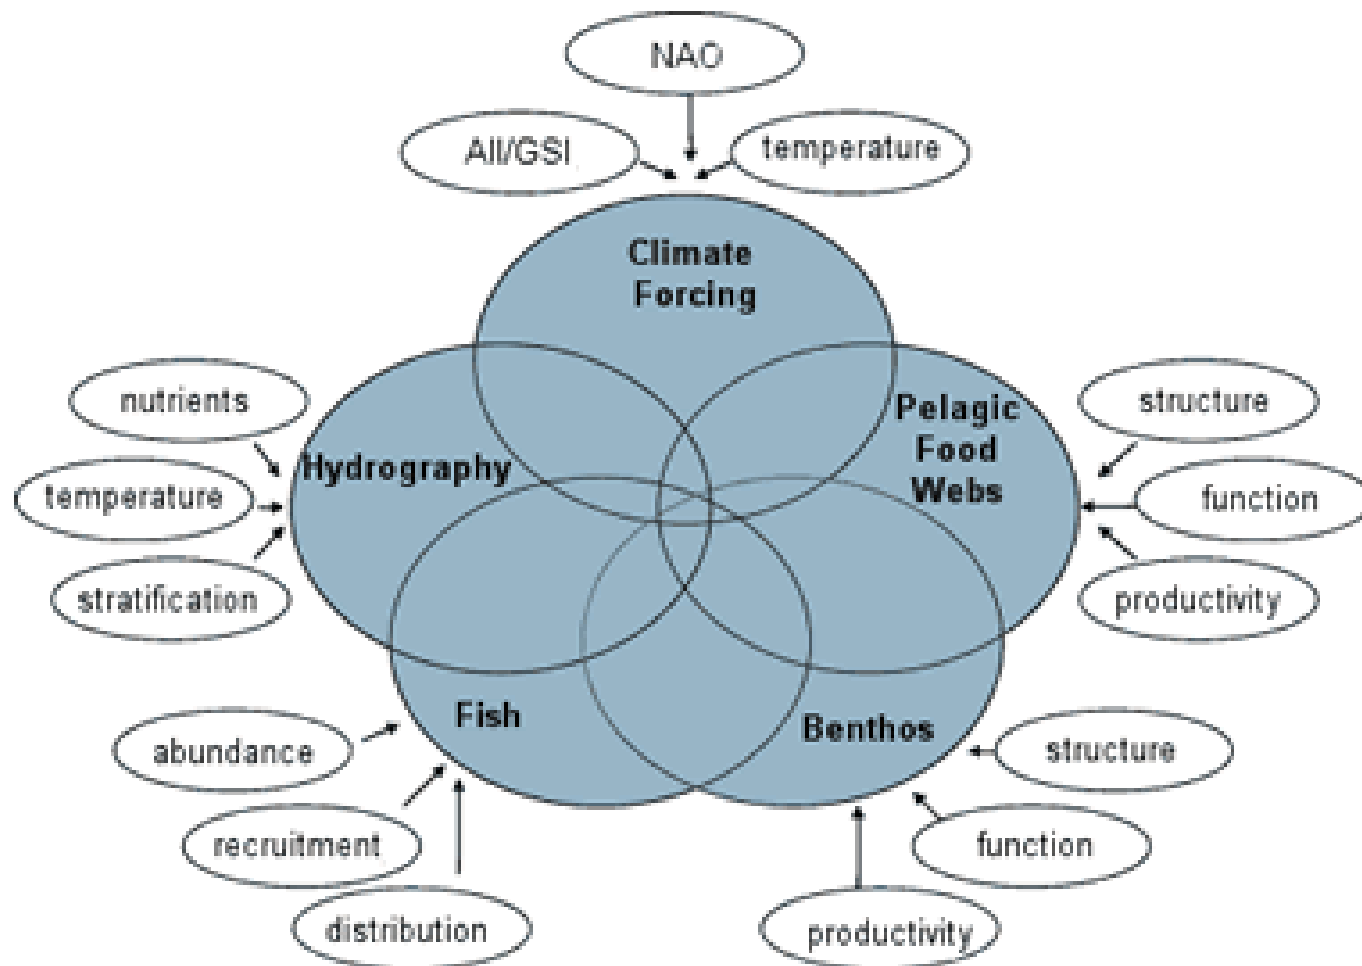 NAO
AII/GSI
temperature
Climate
Forcing
nutrients
structure
Pelagic
Food
Webs
Hydrography
temperature
function
stratification
productivity
Fish
Benthos
abundance
structure
recruitment
function
distribution
productivity